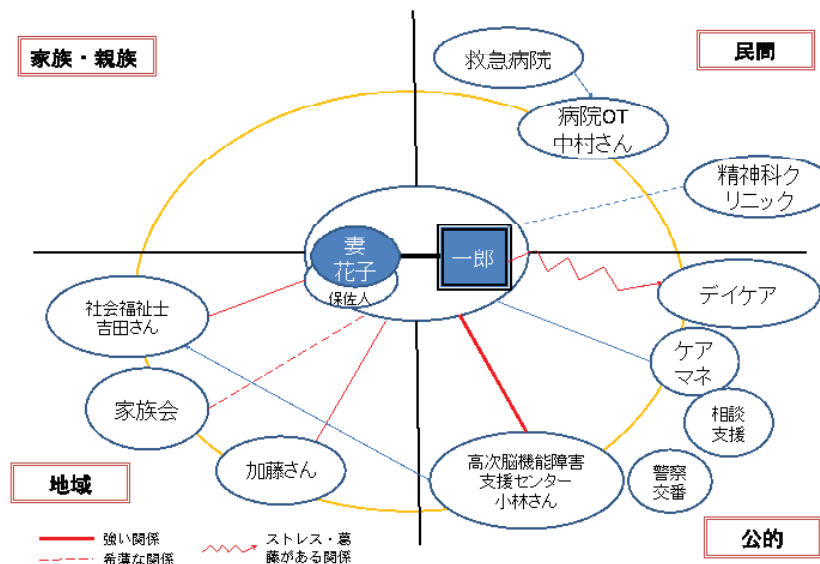 家族・親族
民間
救急病院
病院OT
中村さん
精神科ク
リニック
妻
花子
保佐人
一郎
社会福祉士
吉田さん
デイケア
ケア
マネ
家族会
相談
支援
加藤さん
高次脳機能障害
支援センター
小林さん
警察
交番
地域
公的
強い関係
希薄な関係
ストレス・葛
藤がある関係